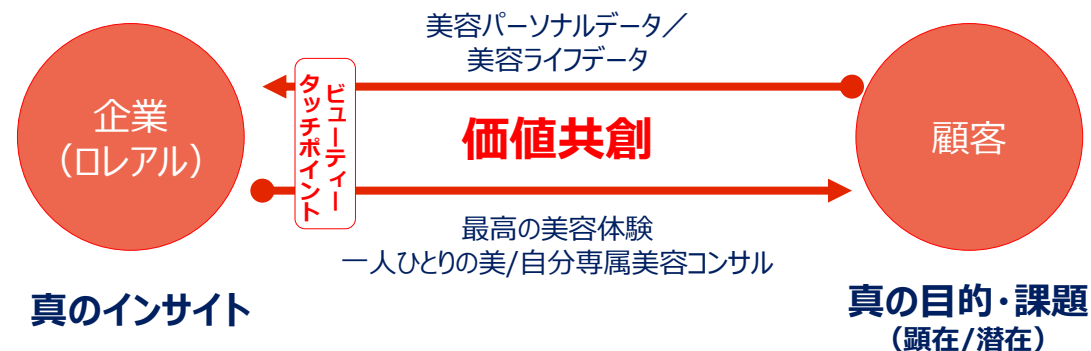 美容パーソナルデータ／
美容ライフデータ
企業
（ロレアル）
ビューティー
タッチポイント
価値共創
顧客
最高の美容体験
一人ひとりの美/自分専属美容コンサル
真のインサイト
真の目的・課題
（顕在/潜在）